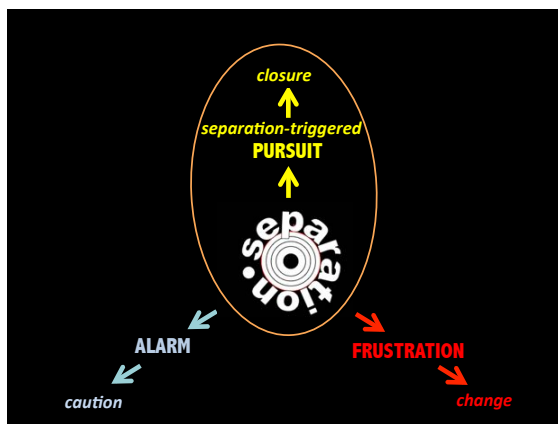 closure
separation-triggered
PURSUIT
separation.
ALARM
FRUSTRATION
caution
change